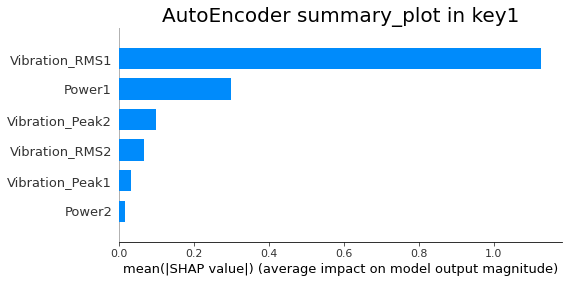 AutoEncoder summary_plot in key1
Vibration_RMS1
Power1
Vibration_Peak2
Vibration_RMS2
Vibration_Peak1
Power2
0.0 0.2 0.4 0.6 0.8 1.0
mean(|SHAP value|) (average impact on model output magnitude)